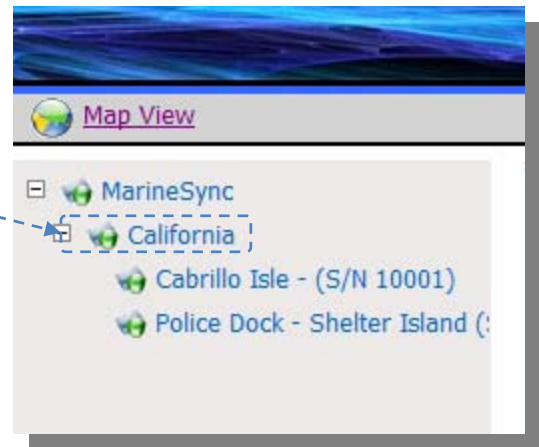 Map View
MarineSync
California
Cabrillo Isle - (S/N 10001)
Police Dock - Shelter Island (